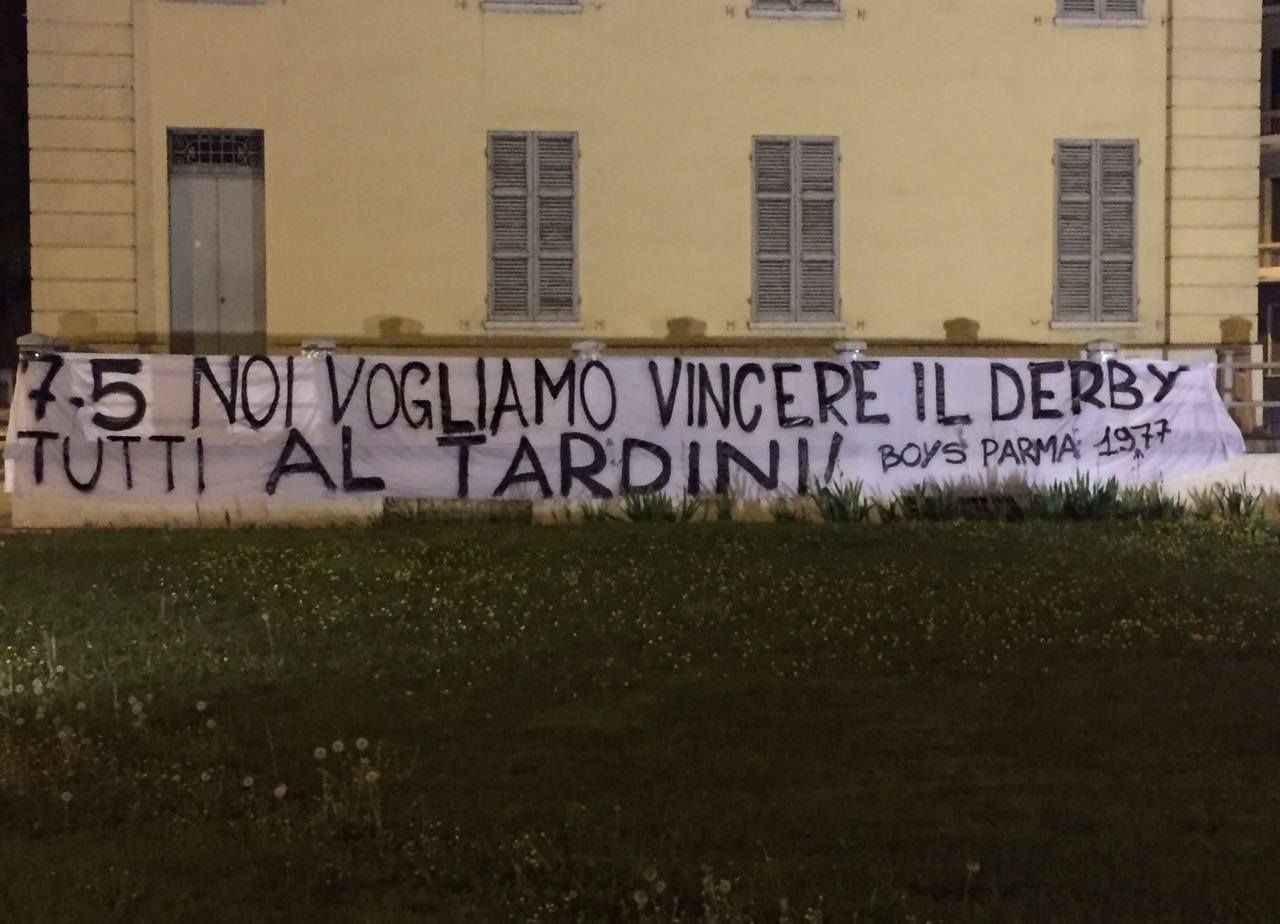 7.5 NOI VOGLIAMO VINCERE IL DERBY
TUTTI AL TARDINI! BOYS PARMA 1977